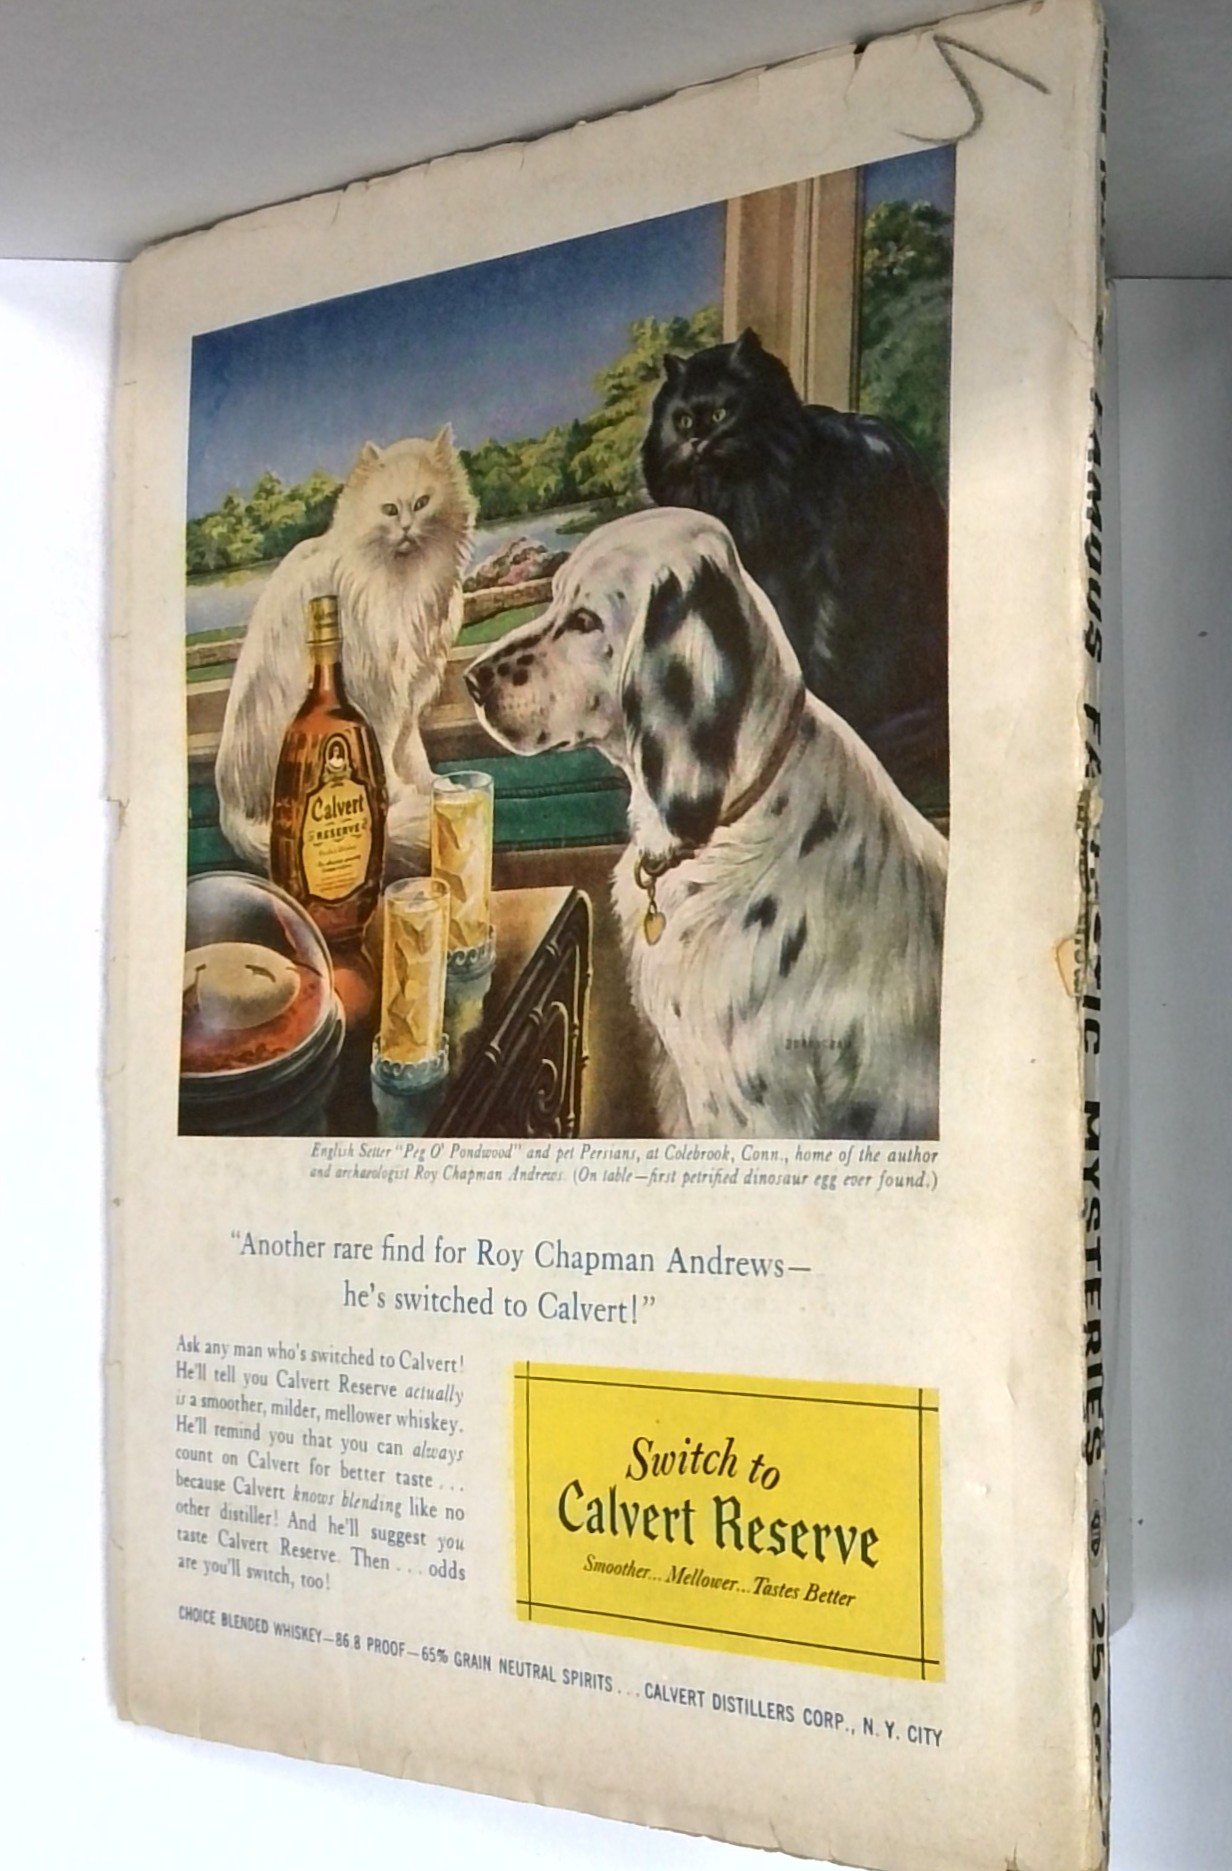 Calvert
RESERVE
English Setter "Peg O' Pondwood" and pet Persians, at Colebrook, Conn., home of the author
and archaeologist Roy Chapman Andrews. (On table—first petrified dinosaur egg ever found.)
"Another rare find for Roy Chapman Andrews—
he's switched to Calvert!"
Ask any man who's switched to Calvert!
He'll tell you Calvert Reserve actually
is a smoother, milder, mellower whiskey.
He'll remind you that you can always
count on Calvert for better taste...
because Calvert knows blending like no
other distiller! And he'll suggest you
taste Calvert Reserve. Then... odds
are you'll switch, too!
Switch to
Calvert Reserve
Smoother... Mellower... Tastes Better
CHOICE BLENDED WHISKEY—86.8 PROOF—65% GRAIN NEUTRAL SPIRITS... CALVERT DISTILLERS CORP., N. Y. CITY
FAMOUS FANTASTIC MYSTERIES 25